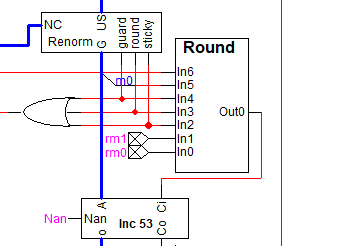 NC
US
Renorm
G
guard
round
sticky
Round
m0
In6
In5
In4
In3
In2
In1
In0
Out0
rm1
rm0
A
Ci
Nan
Nan
Inc 53
o
Co